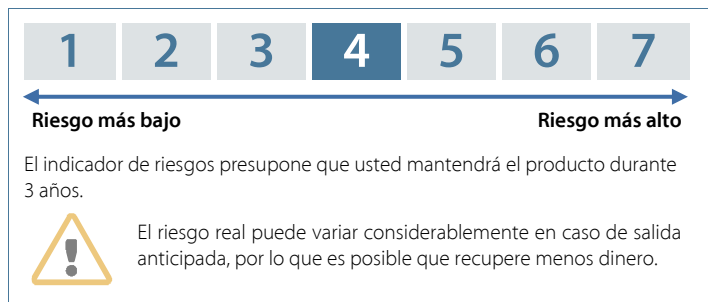 1 2 3 4 5 6 7
Riesgo más bajo Riesgo más alto
El indicador de riesgos presupone que usted mantendrá el producto durante
3 años.
El riesgo real puede variar considerablemente en caso de salida
anticipada, por lo que es posible que recupere menos dinero.